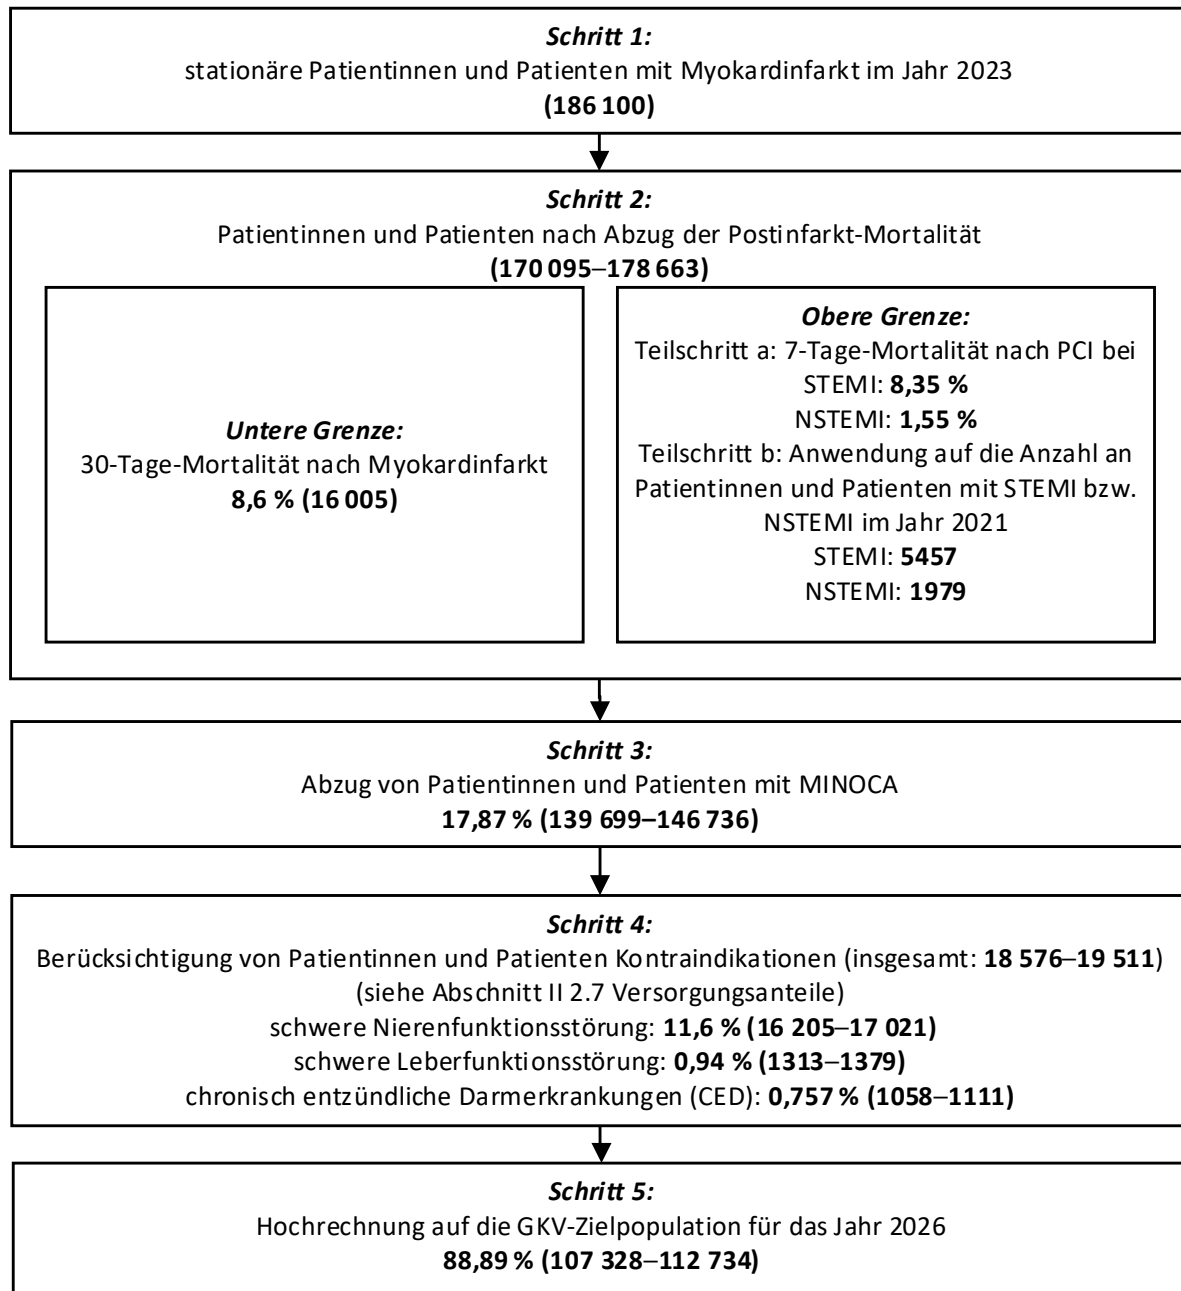 Schritt 1:
stationäre Patientinnen und Patienten mit Myokardinfarkt im Jahr 2023
(186 100)
Schritt 2:
Patientinnen und Patienten nach Abzug der Postinfarkt-Mortalität
(170 095–178 663)
Untere Grenze:
30-Tage-Mortalität nach Myokardinfarkt
8,6 % (16 005)
Obere Grenze:
Teilschritt a: 7-Tage-Mortalität nach PCI bei
STEMI: 8,35 %
NSTEMI: 1,55 %
Teilschritt b: Anwendung auf die Anzahl an
Patientinnen und Patienten mit STEMI bzw.
NSTEMI im Jahr 2021
STEMI: 5457
NSTEMI: 1979
Schritt 3:
Abzug von Patientinnen und Patienten mit MINOCA
17,87 % (139 699–146 736)
Schritt 4:
Berücksichtigung von Patientinnen und Patienten Kontraindikationen (insgesamt: 18 576–19 511)
(siehe Abschnitt II 2.7 Versorgungsanteile)
schwere Nierenfunktionsstörung: 11,6 % (16 205–17 021)
schwere Leberfunktionsstörung: 0,94 % (1313–1379)
chronisch entzündliche Darmerkrankungen (CED): 0,757 % (1058–1111)
Schritt 5:
Hochrechnung auf die GKV-Zielpopulation für das Jahr 2026
88,89 % (107 328–112 734)